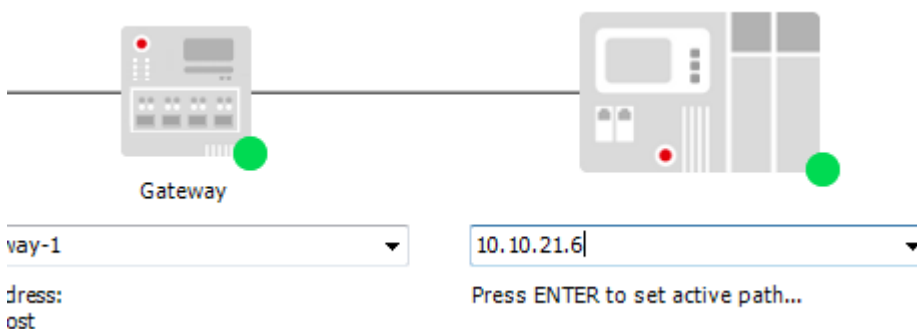 Gateway
way-1
10.10.21.6
dress:
Press ENTER to set active path...
ost